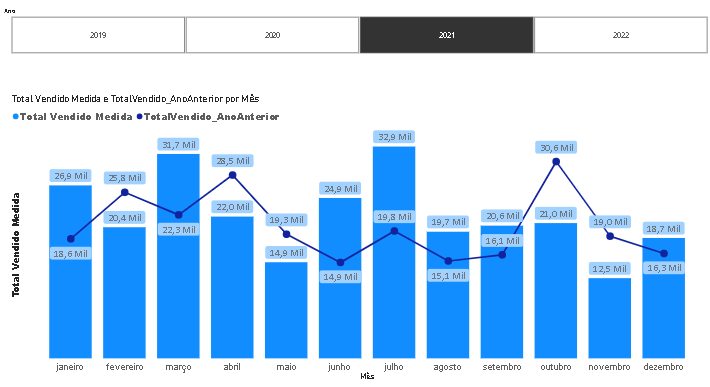 Ano
2019 2020 2021 2022
Total Vendido Medida e TotalVendido_AnoAnterior por Mês
Total Vendido Medida TotalVendido_AnoAnterior
Total Vendido Medida
26,9 Mil 20,4 Mil 31,7 Mil 22,0 Mil 14,9 Mil 24,9 Mil 32,9 Mil 19,7 Mil 20,6 Mil 21,0 Mil 12,5 Mil 18,7 Mil
18,6 Mil 25,8 Mil 22,3 Mil 28,5 Mil 19,3 Mil 14,9 Mil 19,8 Mil 15,1 Mil 16,1 Mil 30,6 Mil 19,0 Mil 16,3 Mil
janeiro fevereiro março abril maio junho julho agosto setembro outubro novembro dezembro
Mês